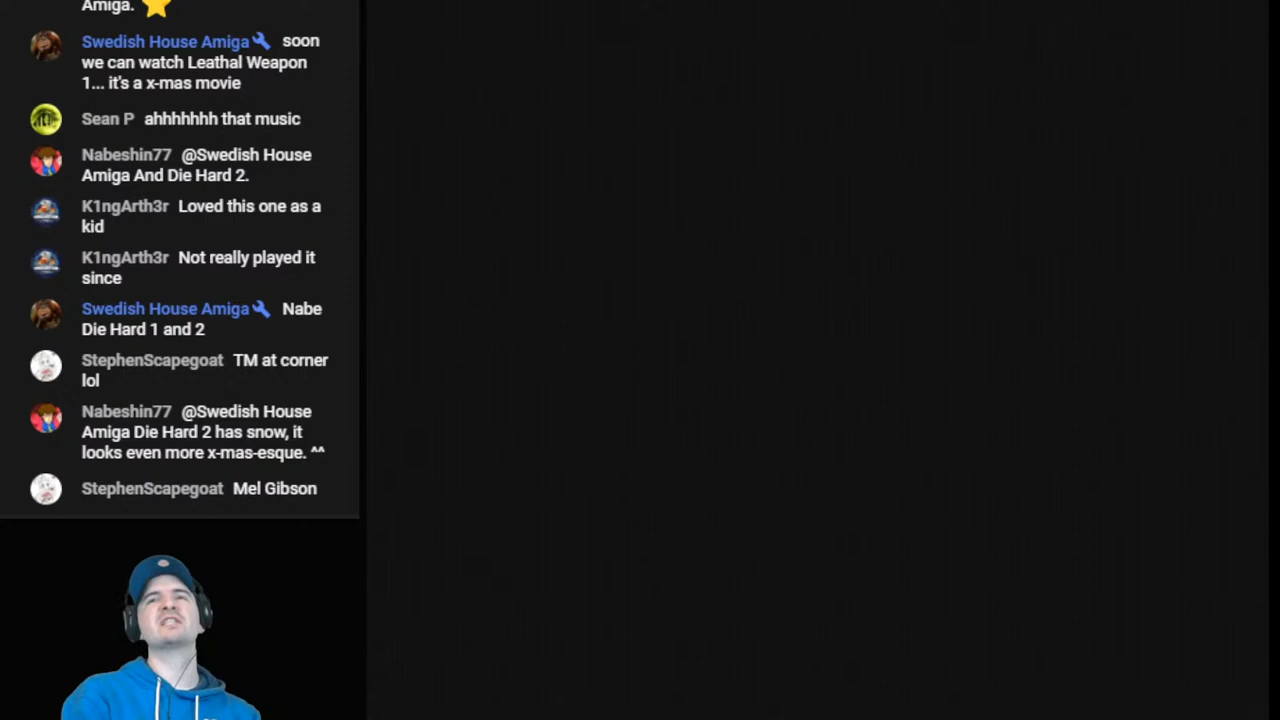 Amiga.
Swedish House Amiga soon
we can watch Leathal Weapon
1... it's a x-mas movie
Sean P ahhhhhhh that music
Nabeshin77 @Swedish House
Amiga And Die Hard 2.
K1ngArth3r Loved this one as a
kid
K1ngArth3r Not really played it
since
Swedish House Amiga Nabe
Die Hard 1 and 2
StephenScapegoat TM at corner
lol
Nabeshin77 @Swedish House
Amiga Die Hard 2 has snow, it
looks even more x-mas-esque. ^^
StephenScapegoat Mel Gibson